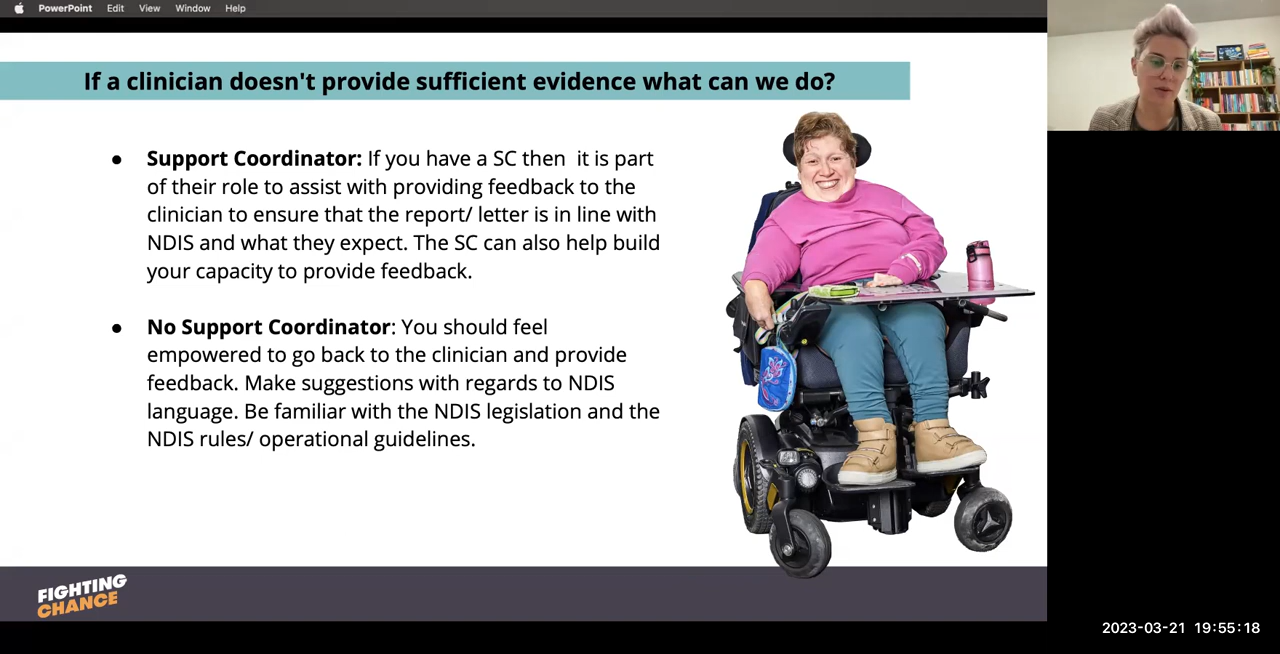 PowerPoint Edit View Window Help
If a clinician doesn't provide sufficient evidence what can we do?
● Support Coordinator: If you have a SC then  it is part
of their role to assist with providing feedback to the
clinician to ensure that the report/ letter is in line with
NDIS and what they expect. The SC can also help build
your capacity to provide feedback.
● No Support Coordinator: You should feel
empowered to go back to the clinician and provide
feedback. Make suggestions with regards to NDIS
language. Be familiar with the NDIS legislation and the
NDIS rules/ operational guidelines.
FIGHTING
CHANCE
2023-03-21 19:55:18